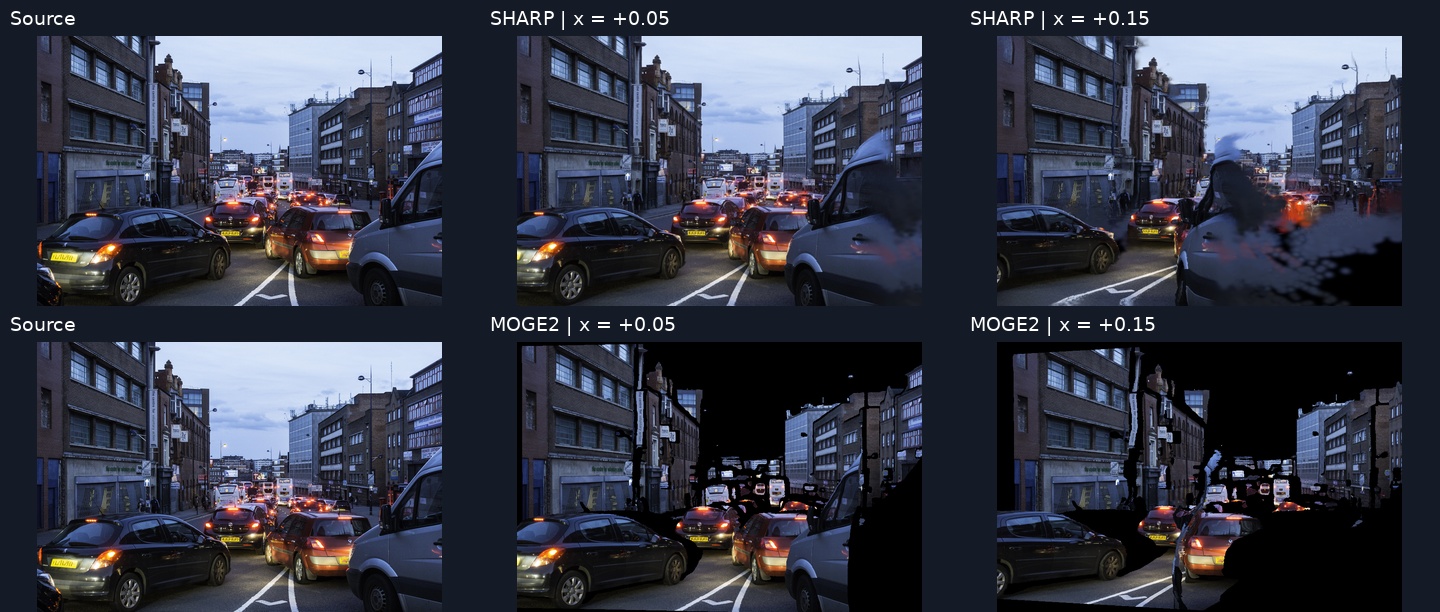 Source
SHARP | x = +0.05
SHARP | x = +0.15
Source
MOGE2 | x = +0.05
MOGE2 | x = +0.15